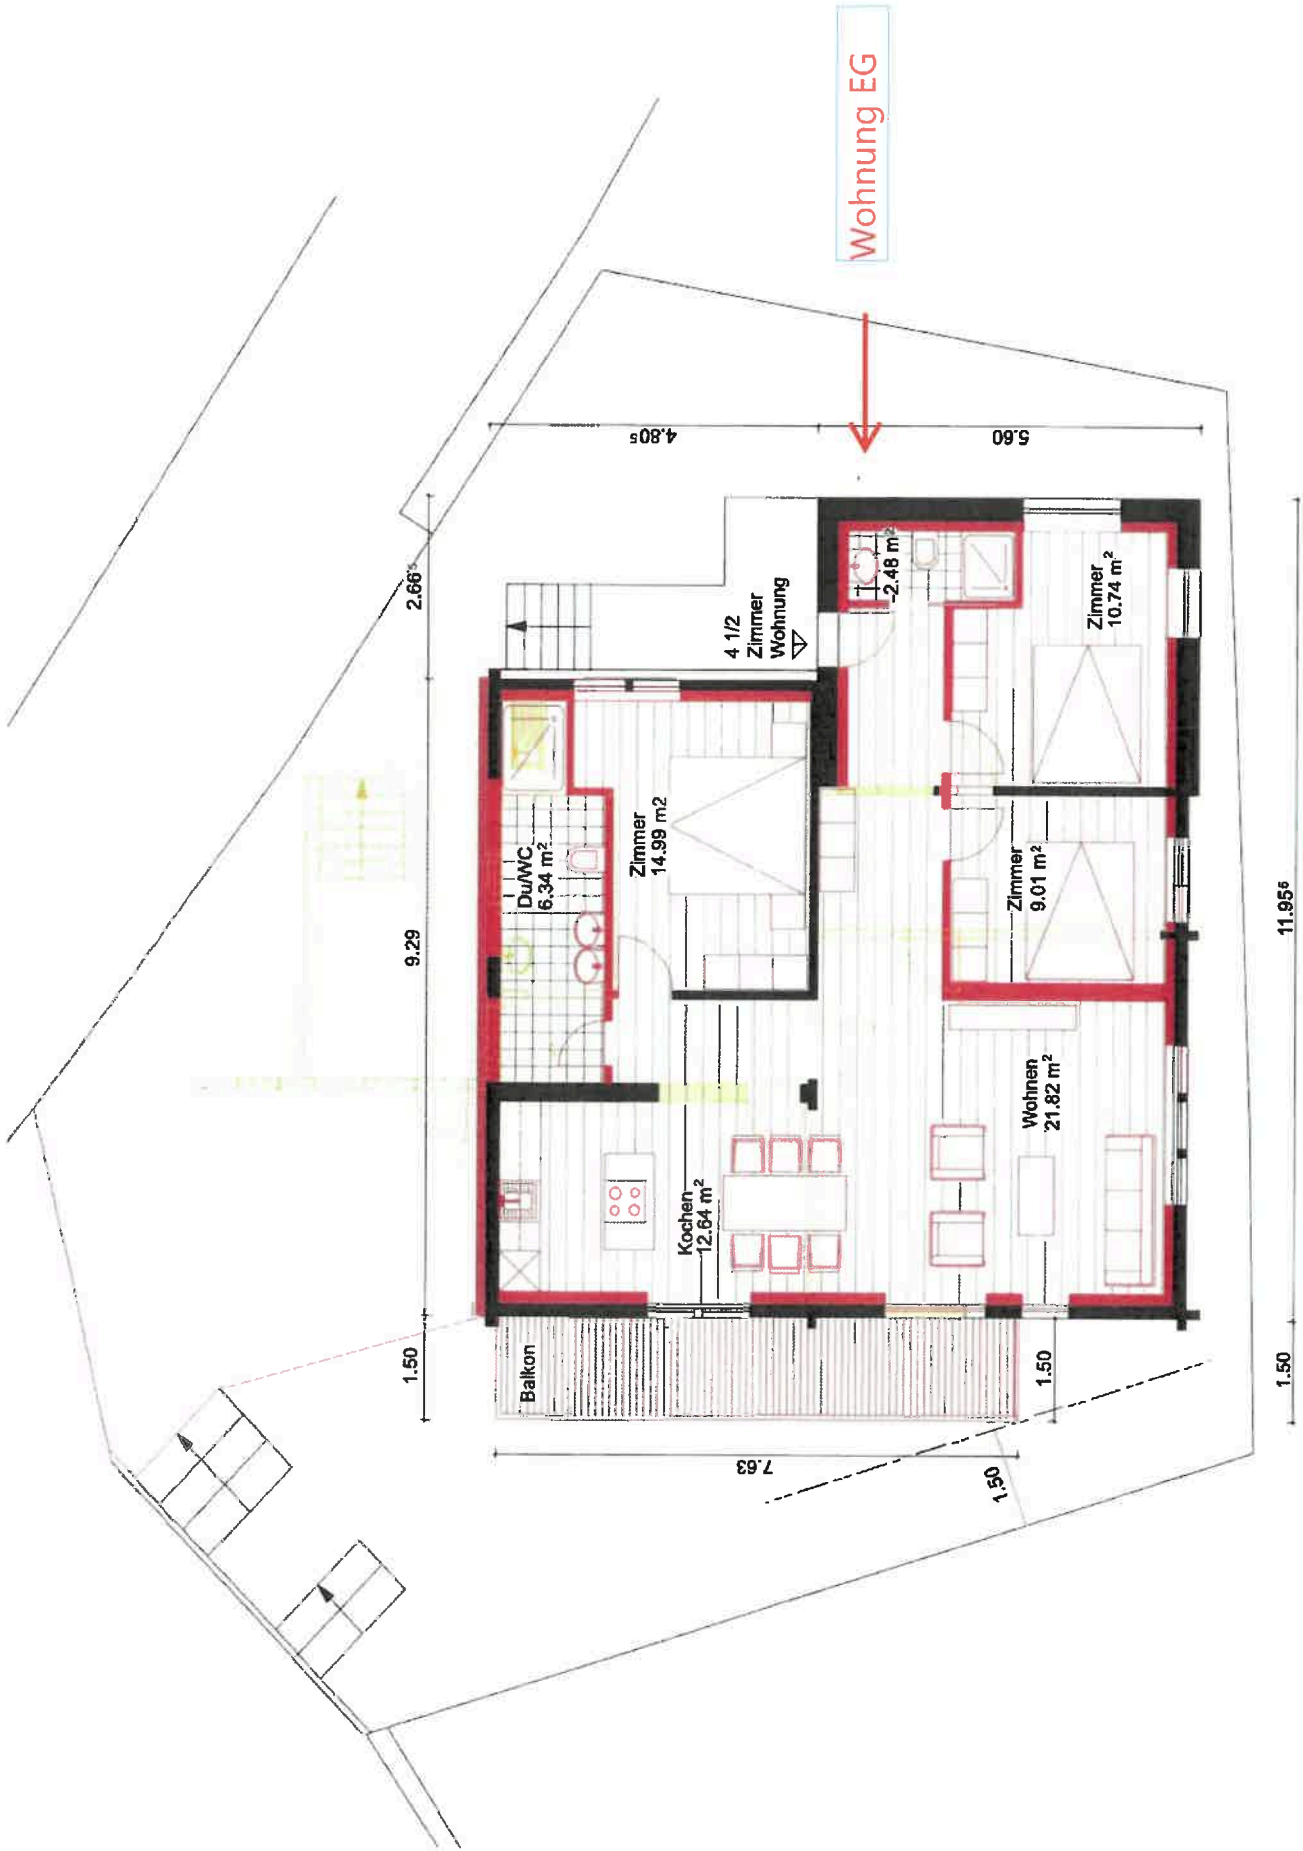 Wohnung EG
4.80⁵
5.60
2.66⁵
9.29
1.50
4 1/2
Zimmer
Wohnung
2.48 m²
Zimmer
10.74 m²
Du/WC
6.34 m²
Zimmer
14.99 m2
Zimmer
9.01 m²
Wohnen
21.82 m²
Kochen
12.64 m²
Balkon
1.50
7.63
1.50
11.95⁵
1.50